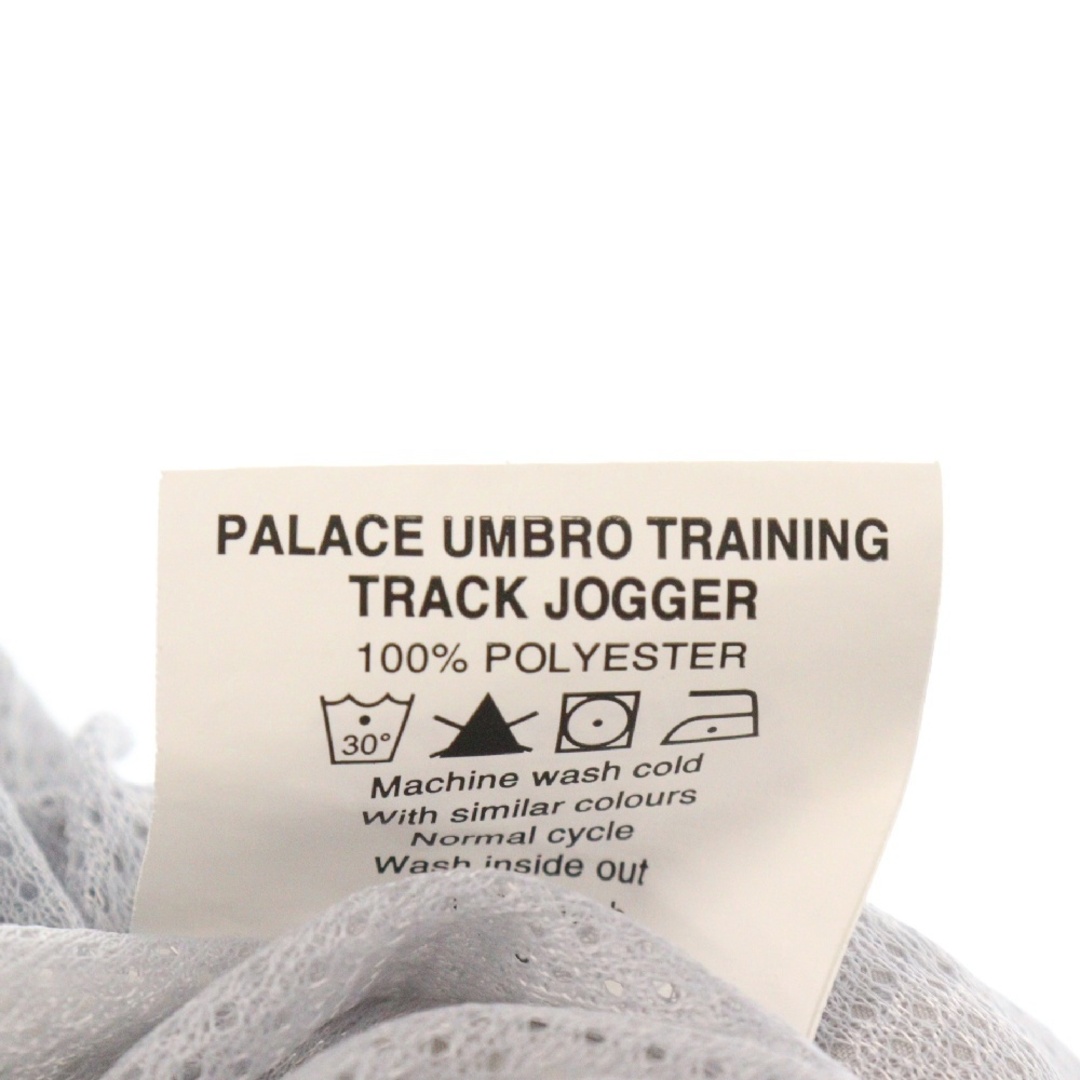 PALACE UMBRO TRAINING
TRACK JOGGER
100% POLYESTER
30°
Machine wash cold
With similar colours
Normal cycle
Wash inside out